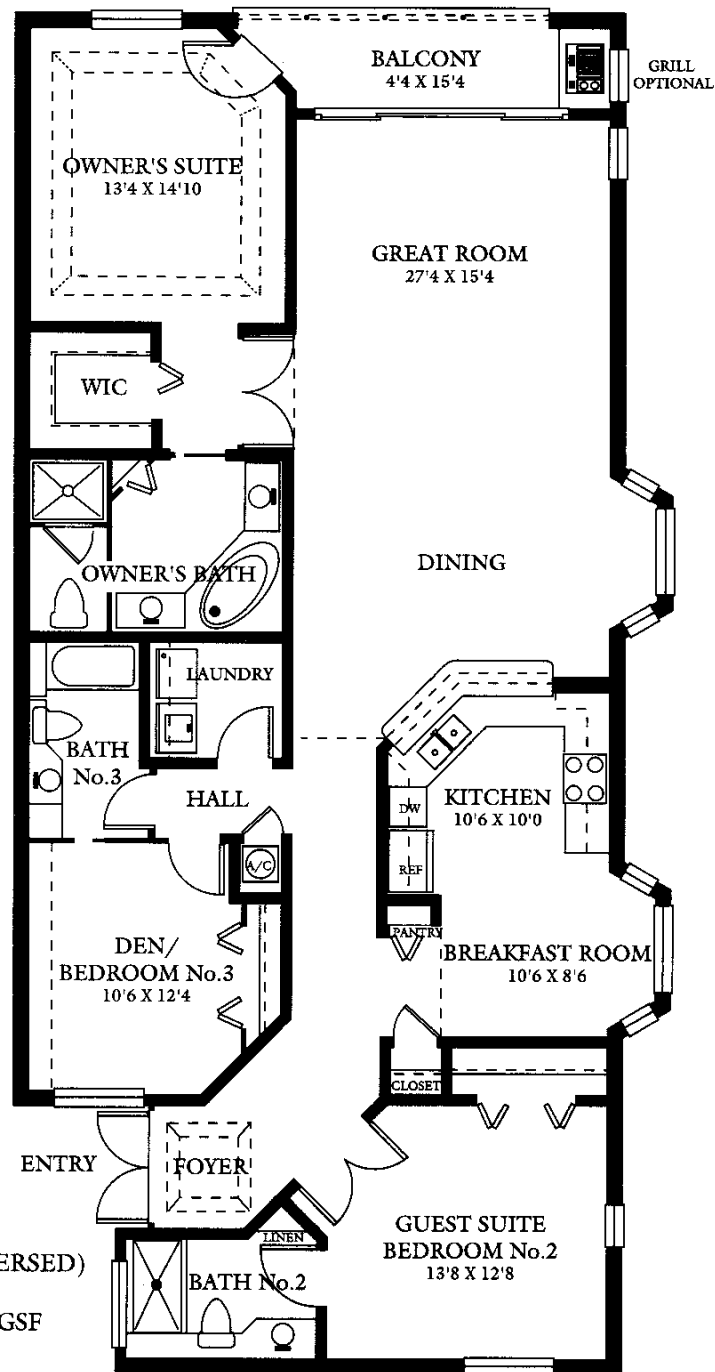 BALCONY
4'4 X 15'4
GRILL
OPTIONAL
OWNER'S SUITE
13'4 X 14'10
GREAT ROOM
27'4 X 15'4
WIC
DINING
OWNER'S BATH
LAUNDRY
BATH
No.3
HALL
KITCHEN
10'6 X 10'0
DW
REF
A/C
PANTRY
DEN/
BEDROOM No.3
10'6 X 12'4
BREAKFAST ROOM
10'6 X 8'6
CLOSET
ENTRY
FOYER
GUEST SUITE
BEDROOM No.2
13'8 X 12'8
LINEN
BATH No.2
ERSED)
GSF